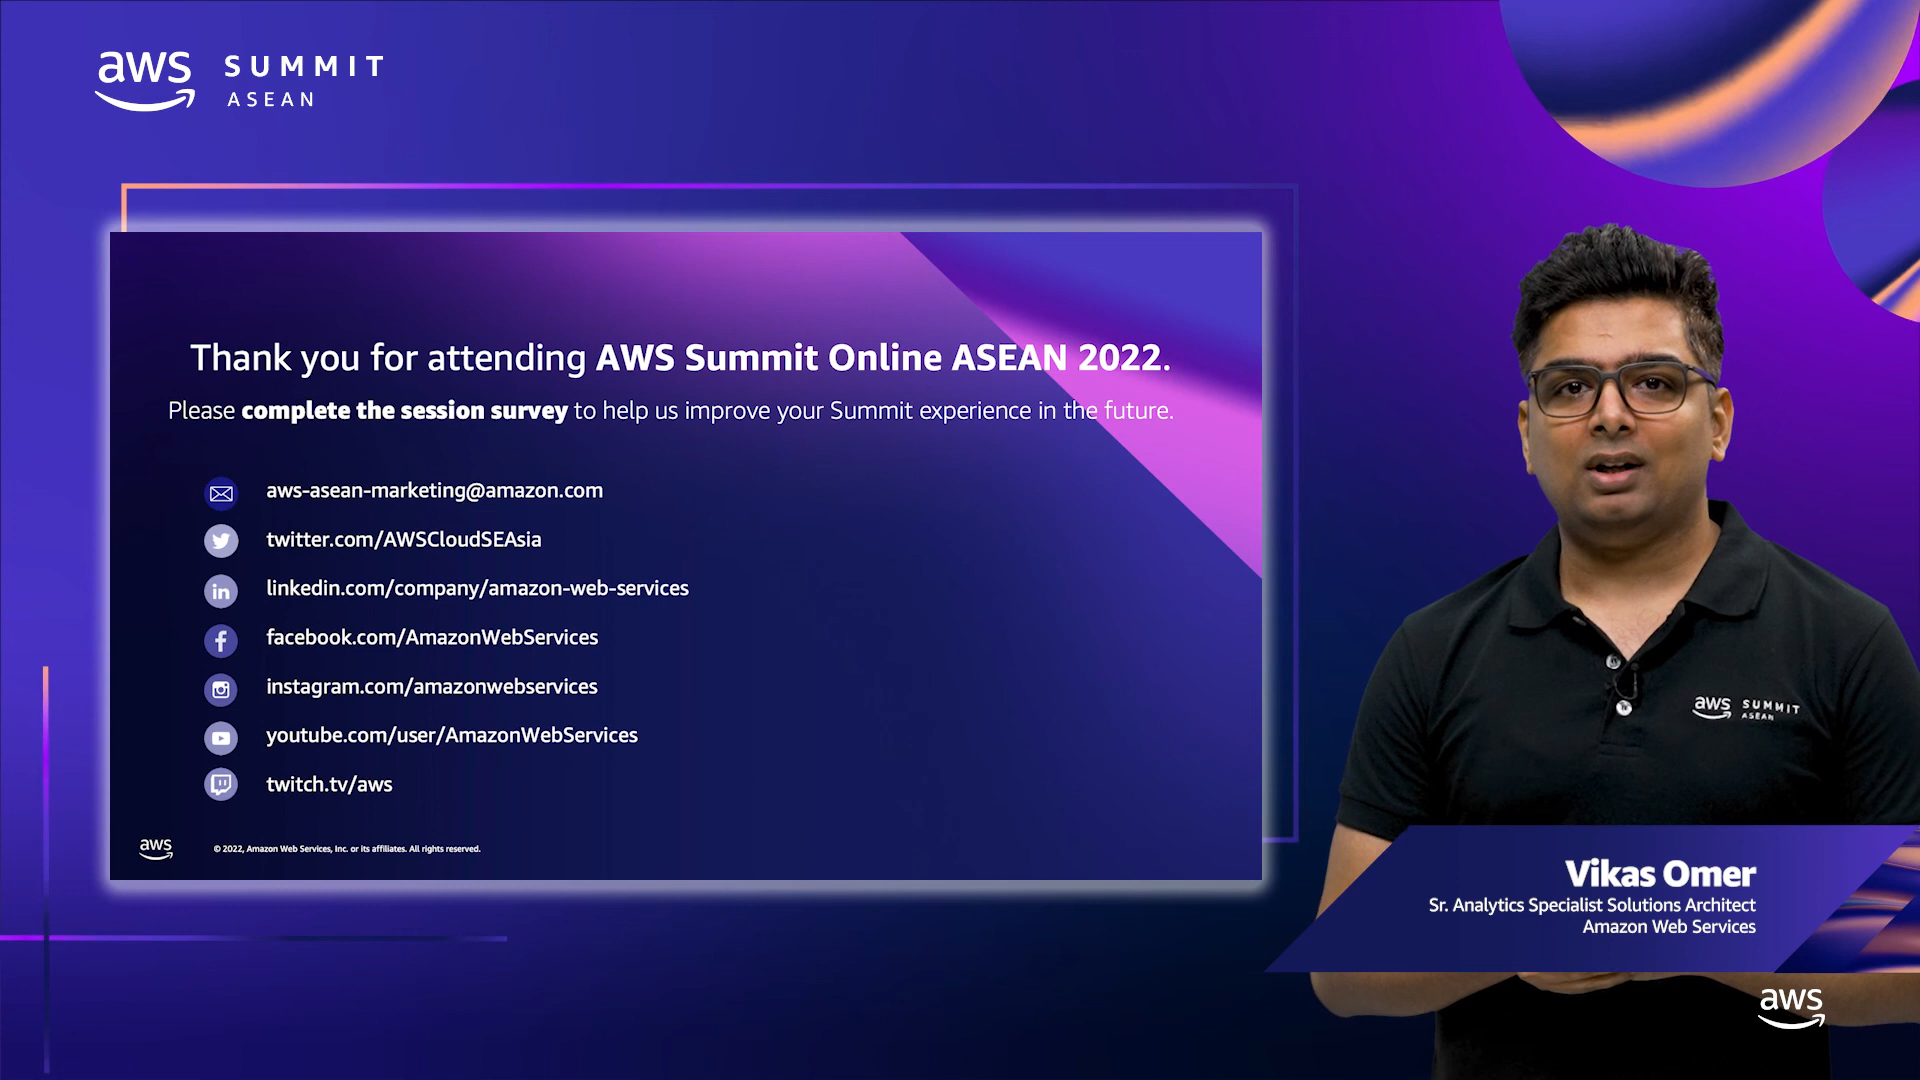 aws SUMMIT
ASEAN
Thank you for attending AWS Summit Online ASEAN 2022.
Please complete the session survey to help us improve your Summit experience in the future.
aws-asean-marketing@amazon.com
twitter.com/AWSCloudSEAsia
linkedin.com/company/amazon-web-services
facebook.com/AmazonWebServices
instagram.com/amazonwebservices
youtube.com/user/AmazonWebServices
twitch.tv/aws
aws
© 2022, Amazon Web Services, Inc. or its affiliates. All rights reserved.
aws SUMMIT
ASEAN
Vikas Omer
Sr. Analytics Specialist Solutions Architect
Amazon Web Services
aws